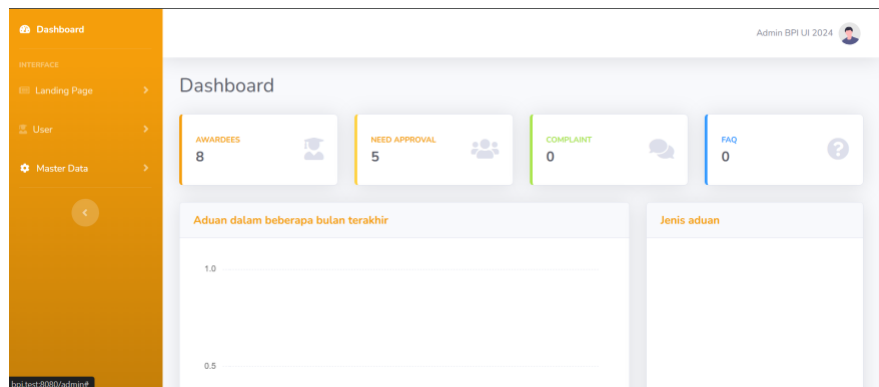 Dashboard
Admin BPI UI 2024
INTERFACE
Landing Page
User
Master Data
Dashboard
AWARDEES
8
NEED APPROVAL
5
COMPLAINT
0
FAQ
0
Aduan dalam beberapa bulan terakhir
1.0
0.5
Jenis aduan
bpi.test:8080/admin#